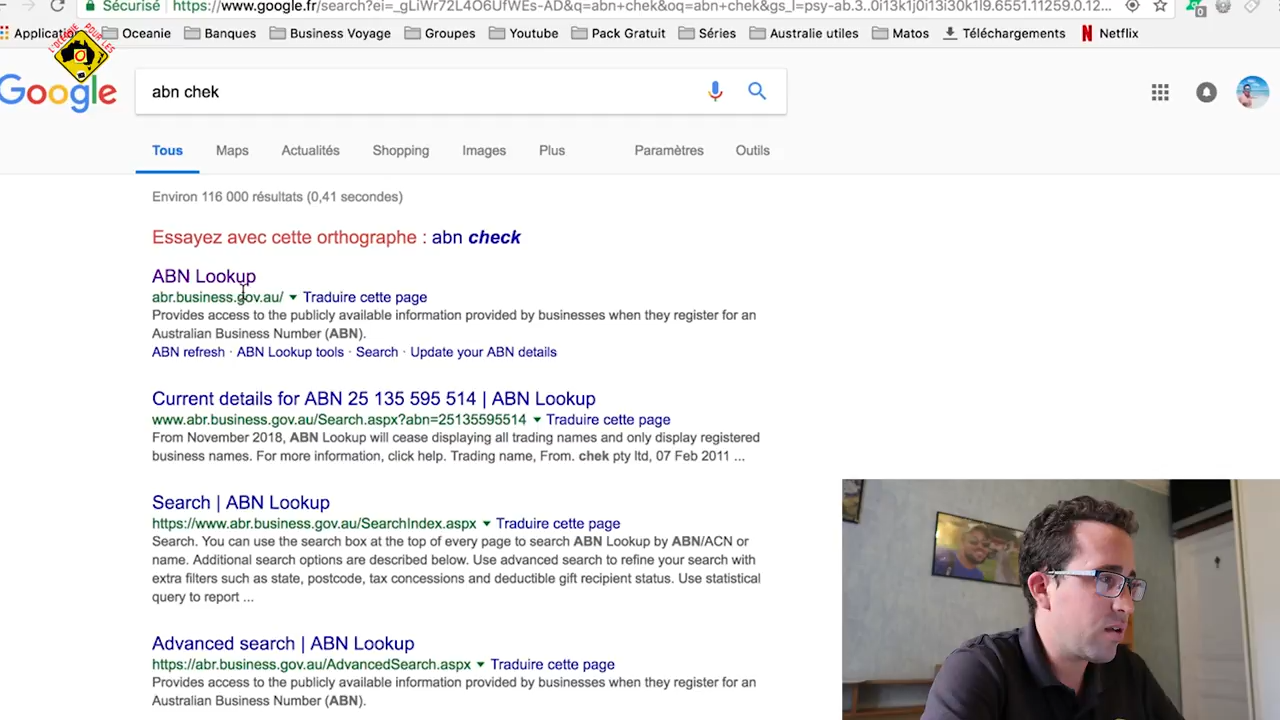 Sécurisé https://www.google.fr/search?ei=_gLiWr72L4O6UfWEs-AD&q=abn+chek&oq=abn+chek&gs_l=psy-ab.3..0i13k1j0i13i30k1l9.6551.11259.0.12...
Applicatio Oceanie Banques Business Voyage Groupes Youtube Pack Gratuit Séries Australie utiles Matos Téléchargements Netflix
L'OCEANIE POUR LES
Google
abn chek
Tous Maps Actualités Shopping Images Plus Paramètres Outils
Environ 116 000 résultats (0,41 secondes)
Essayez avec cette orthographe : abn check
ABN Lookup
abr.business.gov.au/ Traduire cette page
Provides access to the publicly available information provided by businesses when they register for an
Australian Business Number (ABN).
ABN refresh · ABN Lookup tools · Search · Update your ABN details
Current details for ABN 25 135 595 514 | ABN Lookup
www.abr.business.gov.au/Search.aspx?abn=25135595514 Traduire cette page
From November 2018, ABN Lookup will cease displaying all trading names and only display registered
business names. For more information, click help. Trading name, From. chek pty ltd, 07 Feb 2011 ...
Search | ABN Lookup
https://www.abr.business.gov.au/SearchIndex.aspx Traduire cette page
Search. You can use the search box at the top of every page to search ABN Lookup by ABN/ACN or
name. Additional search options are described below. Use advanced search to refine your search with
extra filters such as state, postcode, tax concessions and deductible gift recipient status. Use statistical
query to report ...
Advanced search | ABN Lookup
https://abr.business.gov.au/AdvancedSearch.aspx Traduire cette page
Provides access to the publicly available information provided by businesses when they register for an
Australian Business Number (ABN).